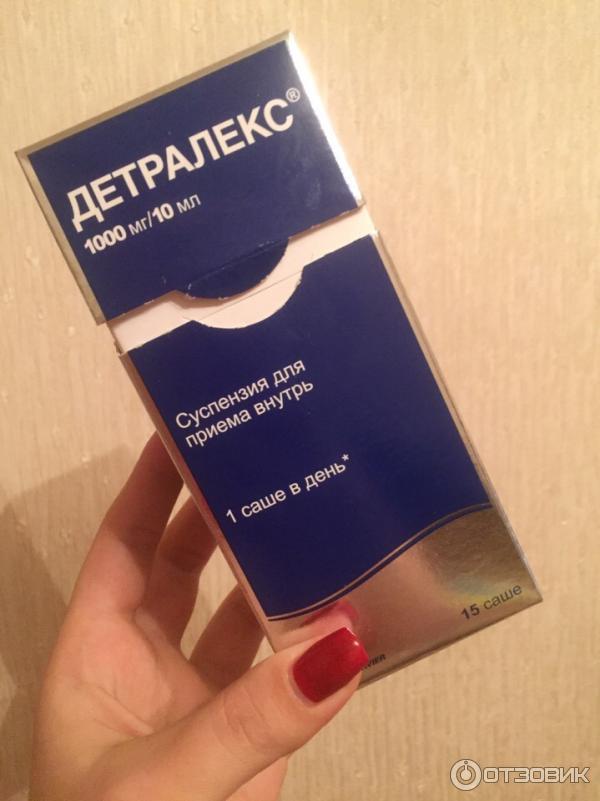 ДЕТРАЛЕКС®
1000 мг/10 мл
Суспензия для
приема внутрь
1 саше в день*
15 саше
ОТЗОВИК